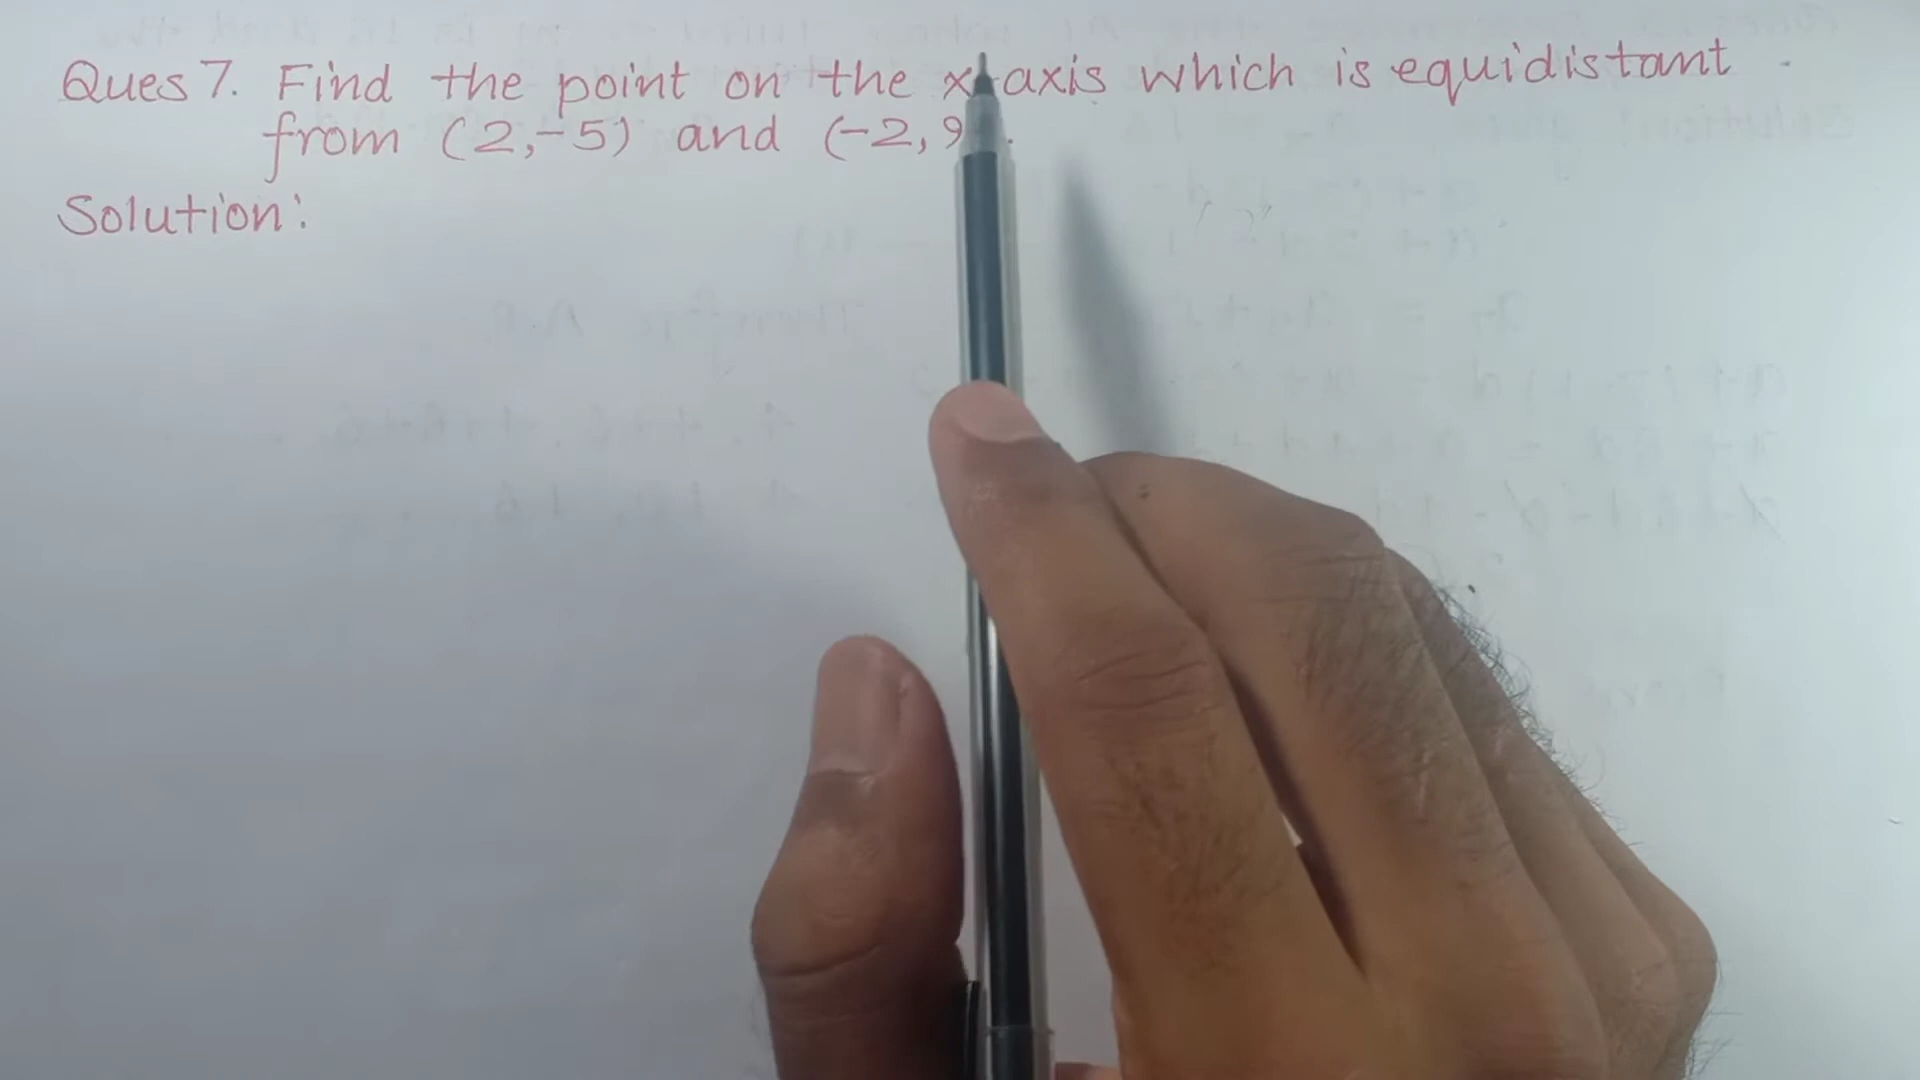 Ques 7. Find the point on the x-axis which is equidistant
from (2,-5) and (-2, 9).
Solution: